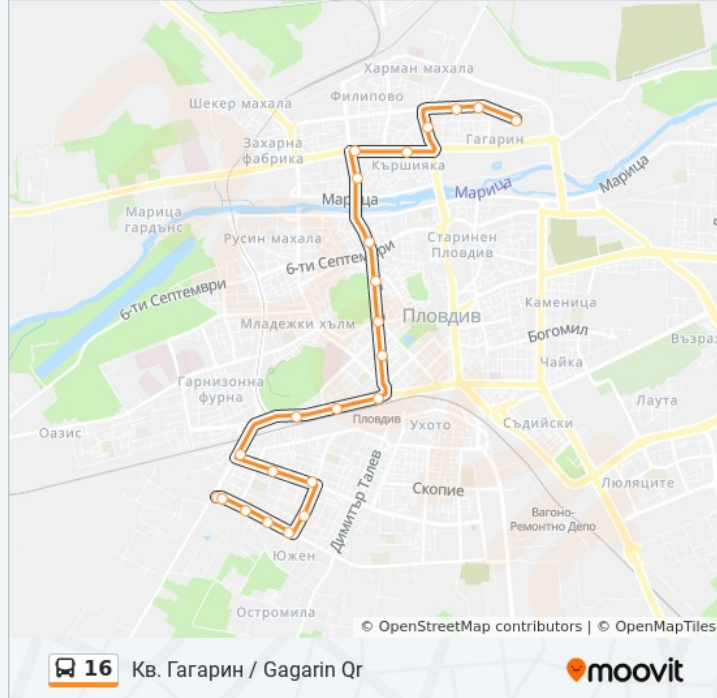 Харман махала
Филипово
Шекер махала
Захарна
фабрика
Гагарин
Кършияка
Марица
Марица
Марица
Марица
гардънс
Русин махала
Старинен
Пловдив
6-ти Септември
6-ти Септември
Каменица
Пловдив
Младежки хълм
Богомил
Чайка
Гарнизонна
фурна
Лаута
Оазис
Пловдив
Ухото
Съдийски
Люляците
Скопие
Димитър Талев
Вагоно-
Ремонтно Депо
Южен
Остромила
© OpenStreetMap contributors | © OpenMapTiles
16 Кв. Гагарин / Gagarin Qr
moovit